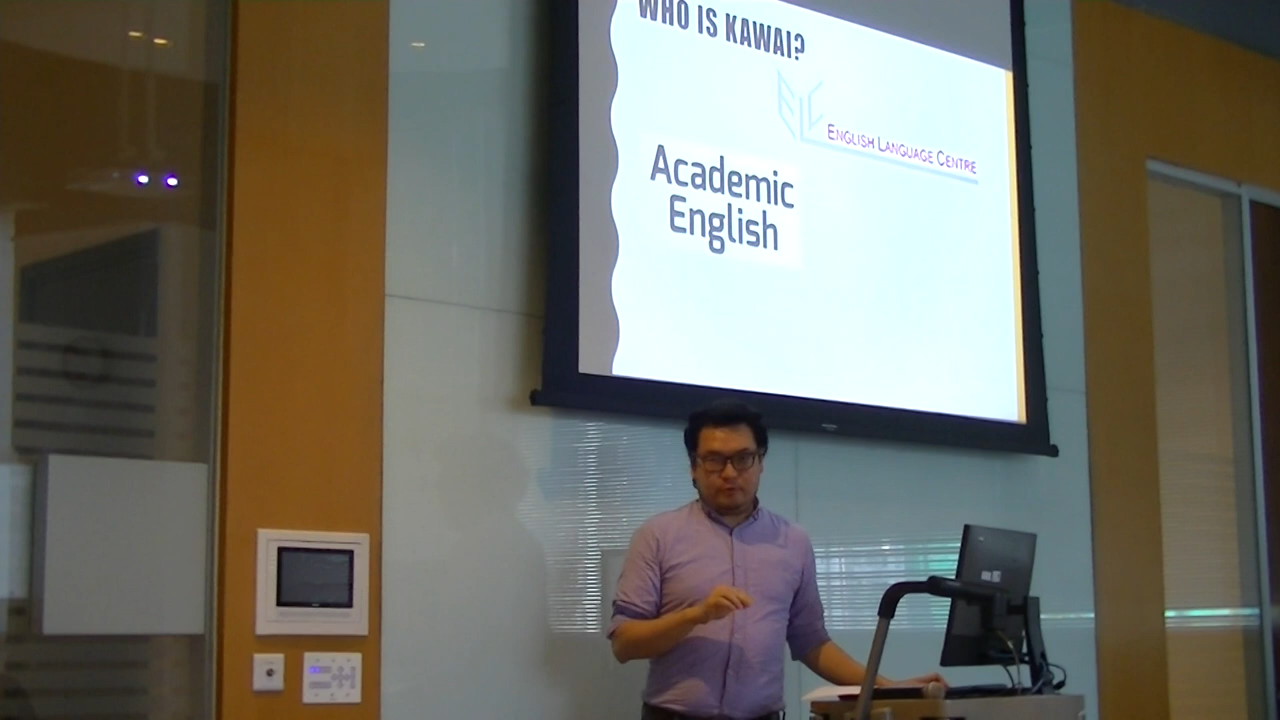 WHO IS KAWAI?
ELC
ENGLISH LANGUAGE CENTRE
Academic
English